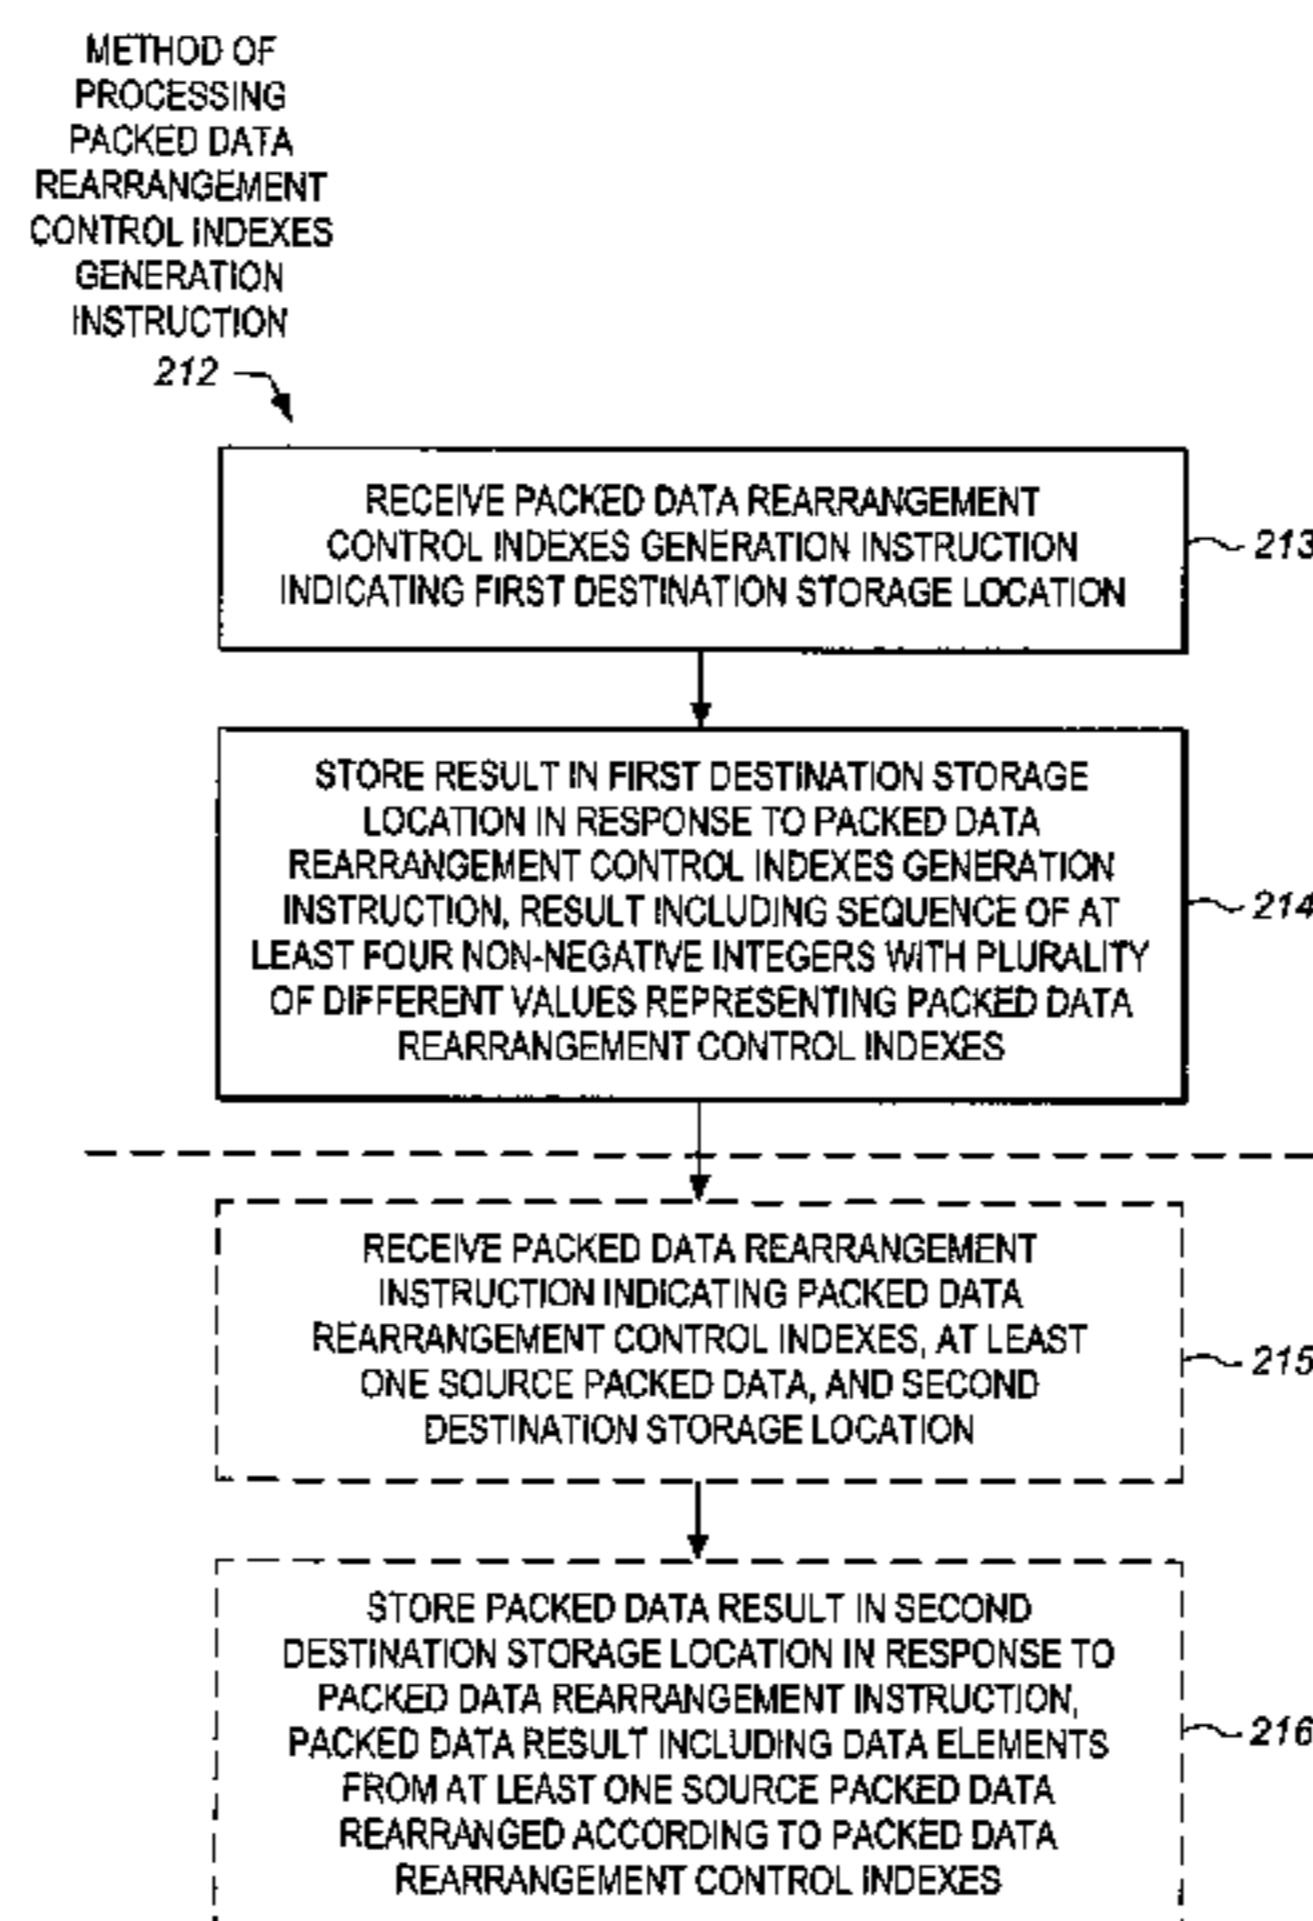 METHOD OF
PROCESSING
PACKED DATA
REARRANGEMENT
CONTROL INDEXES
GENERATION
INSTRUCTION
212
RECEIVE PACKED DATA REARRANGEMENT
CONTROL INDEXES GENERATION INSTRUCTION
INDICATING FIRST DESTINATION STORAGE LOCATION
213
STORE RESULT IN FIRST DESTINATION STORAGE
LOCATION IN RESPONSE TO PACKED DATA
REARRANGEMENT CONTROL INDEXES GENERATION
INSTRUCTION, RESULT INCLUDING SEQUENCE OF AT
LEAST FOUR NON-NEGATIVE INTEGERS WITH PLURALITY
OF DIFFERENT VALUES REPRESENTING PACKED DATA
REARRANGEMENT CONTROL INDEXES
214
RECEIVE PACKED DATA REARRANGEMENT
INSTRUCTION INDICATING PACKED DATA
REARRANGEMENT CONTROL INDEXES, AT LEAST
ONE SOURCE PACKED DATA, AND SECOND
DESTINATION STORAGE LOCATION
215
STORE PACKED DATA RESULT IN SECOND
DESTINATION STORAGE LOCATION IN RESPONSE TO
PACKED DATA REARRANGEMENT INSTRUCTION,
PACKED DATA RESULT INCLUDING DATA ELEMENTS
FROM AT LEAST ONE SOURCE PACKED DATA
REARRANGED ACCORDING TO PACKED DATA
REARRANGEMENT CONTROL INDEXES
216